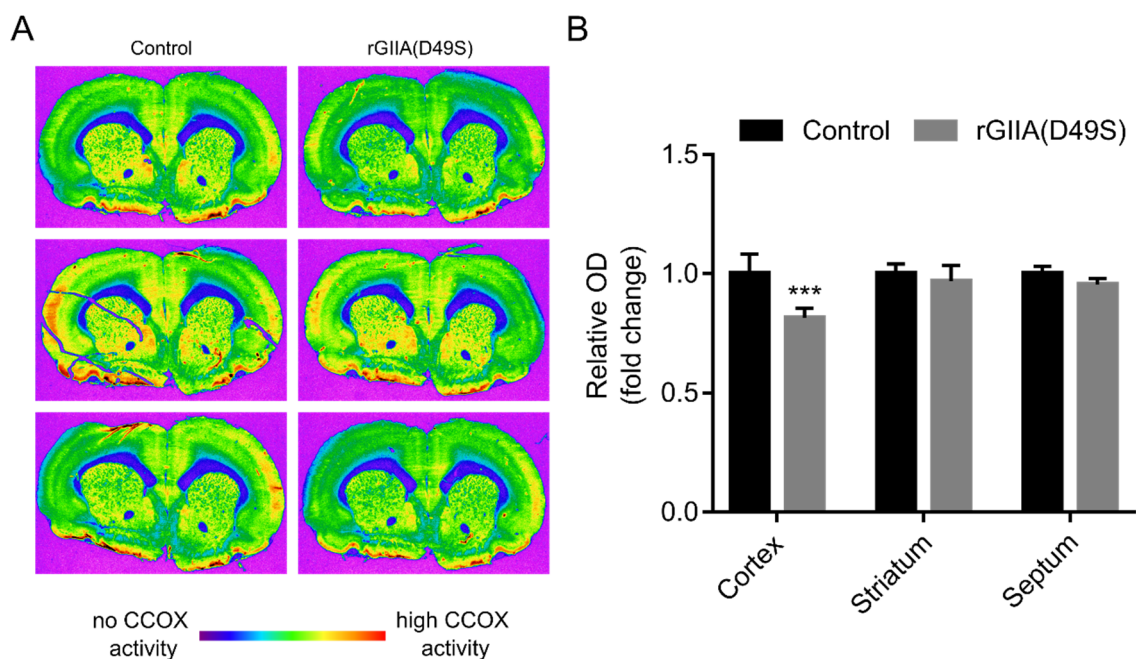 A
Control
rGIIA(D49S)
no CCOX
activity
high CCOX
activity
B
Control
rGIIA(D49S)
Relative OD
(fold change)
1.5
1.0
0.5
0.0
***
Cortex
Striatum
Septum